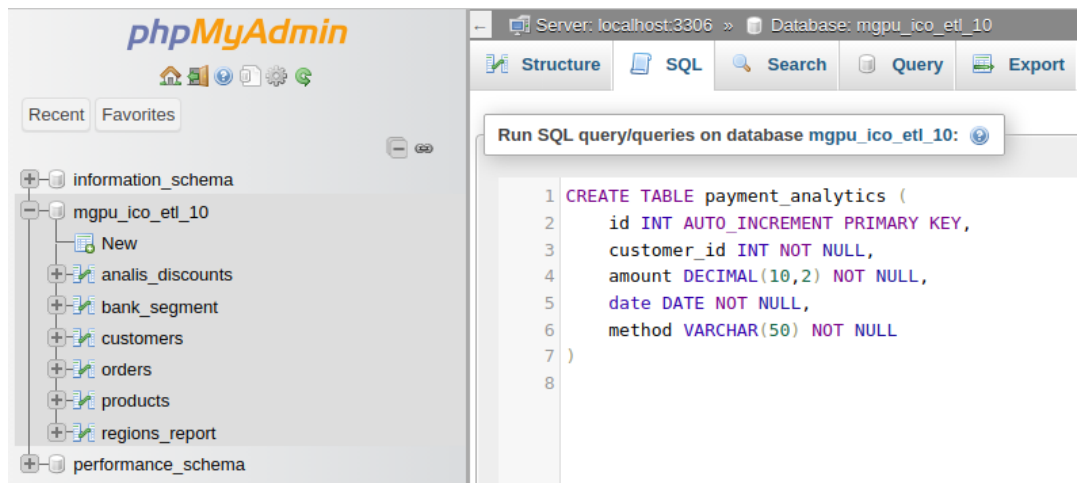 phpMyAdmin
Recent Favorites
information_schema
mgpu_ico_etl_10
New
analis_discounts
bank_segment
customers
orders
products
regions_report
performance_schema
← Server: localhost:3306 » Database: mgpu_ico_etl_10
Structure SQL Search Query Export
Run SQL query/queries on database mgpu_ico_etl_10:
1 CREATE TABLE payment_analytics (
2 id INT AUTO_INCREMENT PRIMARY KEY,
3 customer_id INT NOT NULL,
4 amount DECIMAL(10,2) NOT NULL,
5 date DATE NOT NULL,
6 method VARCHAR(50) NOT NULL
7 )
8